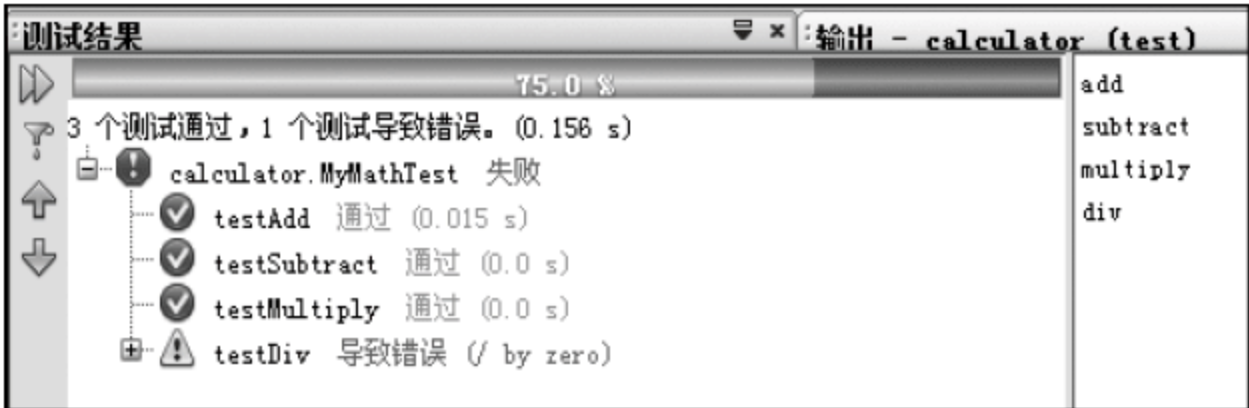 测试结果
输出 - calculator (test)
75.0 %
3 个测试通过，1 个测试导致错误。(0.156 s)
calculator.MyMathTest 失败
testAdd 通过 (0.015 s)
testSubtract 通过 (0.0 s)
testMultiply 通过 (0.0 s)
testDiv 导致错误 (/ by zero)
add
subtract
multiply
div